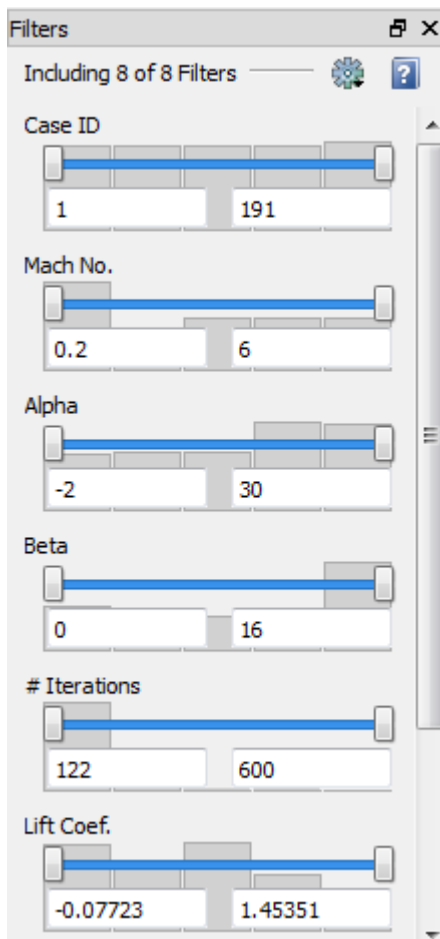 Filters
Including 8 of 8 Filters
Case ID
1 191
Mach No.
0.2 6
Alpha
-2 30
Beta
0 16
# Iterations
122 600
Lift Coef.
-0.07723 1.45351